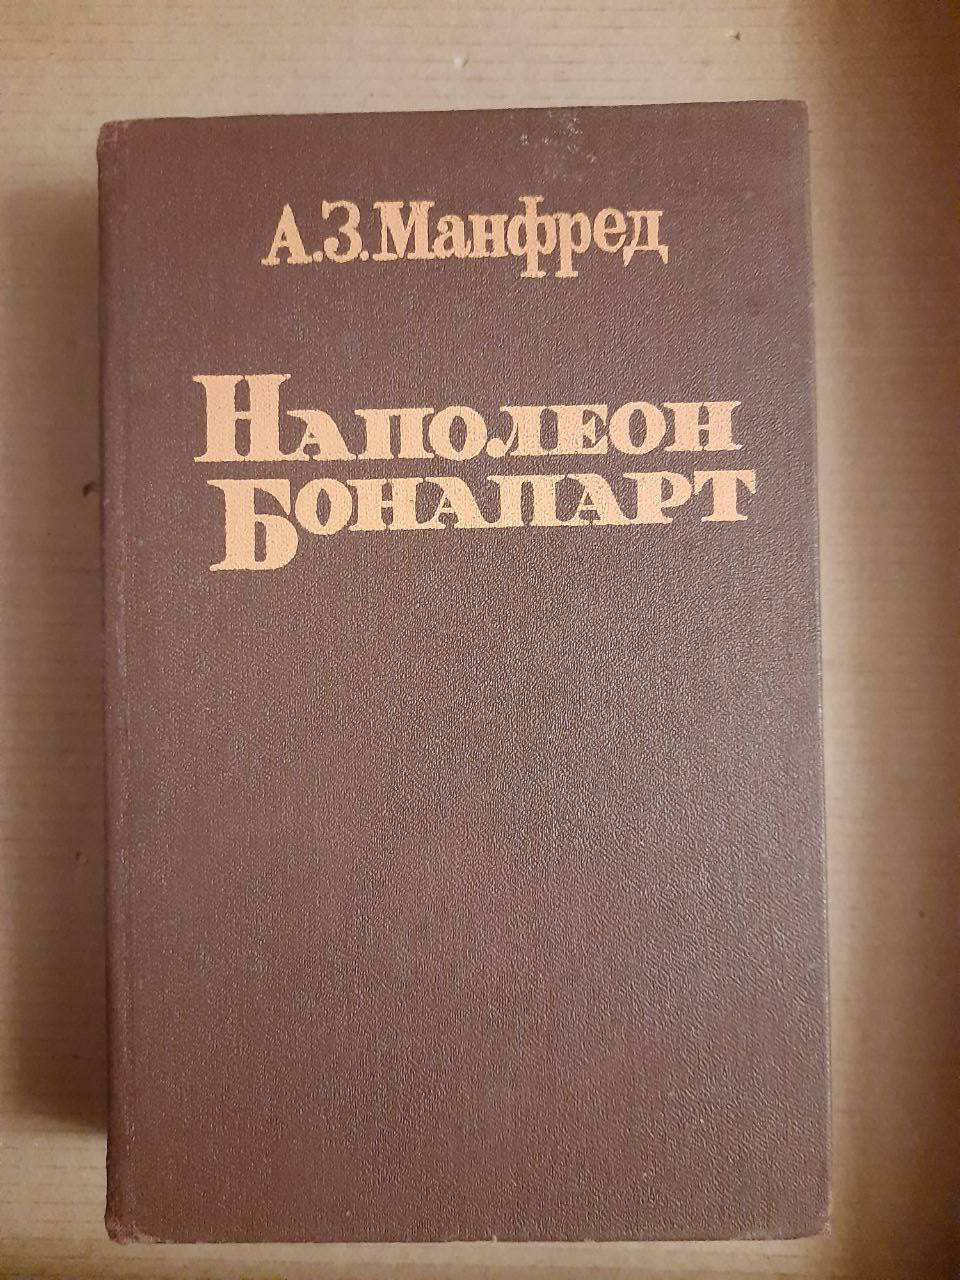 А.З.Манфред
Наполеон
Бонапарт